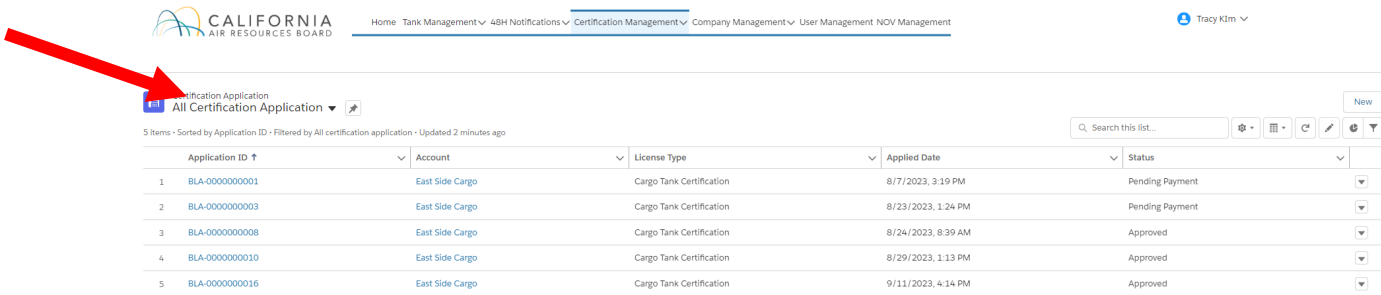 CALIFORNIA
AIR RESOURCES BOARD
Home Tank Management 48H Notifications Certification Management Company Management User Management NOV Management
Tracy KIm
Certification Application
All Certification Application
New
5 items • Sorted by Application ID • Filtered by All certification application • Updated 2 minutes ago
Search this list...
Application ID ↑ Account License Type Applied Date Status
1 BLA-0000000001 East Side Cargo Cargo Tank Certification 8/7/2023, 3:19 PM Pending Payment
2 BLA-0000000003 East Side Cargo Cargo Tank Certification 8/23/2023, 1:24 PM Pending Payment
3 BLA-0000000008 East Side Cargo Cargo Tank Certification 8/24/2023, 8:39 AM Approved
4 BLA-0000000010 East Side Cargo Cargo Tank Certification 8/29/2023, 1:13 PM Approved
5 BLA-0000000016 East Side Cargo Cargo Tank Certification 9/11/2023, 4:14 PM Approved